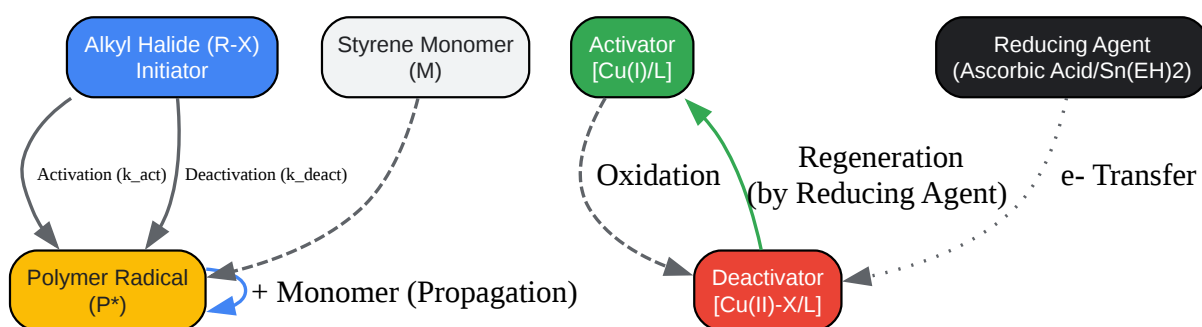 Alkyl Halide (R-X)
Initiator
Styrene Monomer
(M)
Activator
[Cu(I)/L]
Reducing Agent
(Ascorbic Acid/Sn(EH)2)
Activation (k_act)
Deactivation (k_deact)
Oxidation
Regeneration
(by Reducing Agent)
e- Transfer
Polymer Radical
(P*)
+ Monomer (Propagation)
Deactivator
[Cu(II)-X/L]